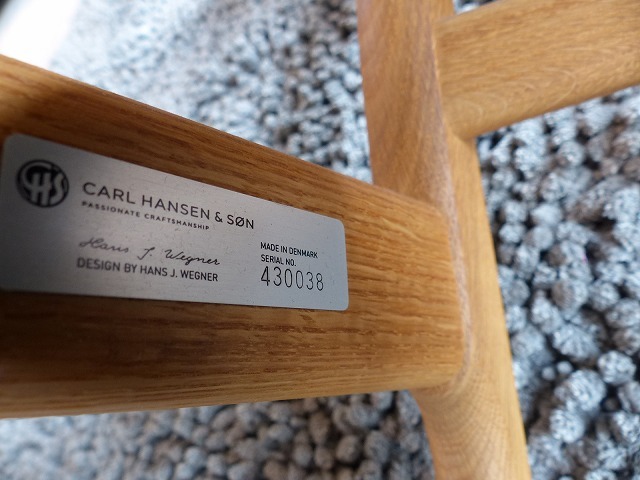 CHS
CARL HANSEN & SØN
PASSIONATE CRAFTSMANSHIP
Hans J. Wegner
DESIGN BY HANS J. WEGNER
MADE IN DENMARK
SERIAL NO.
430038